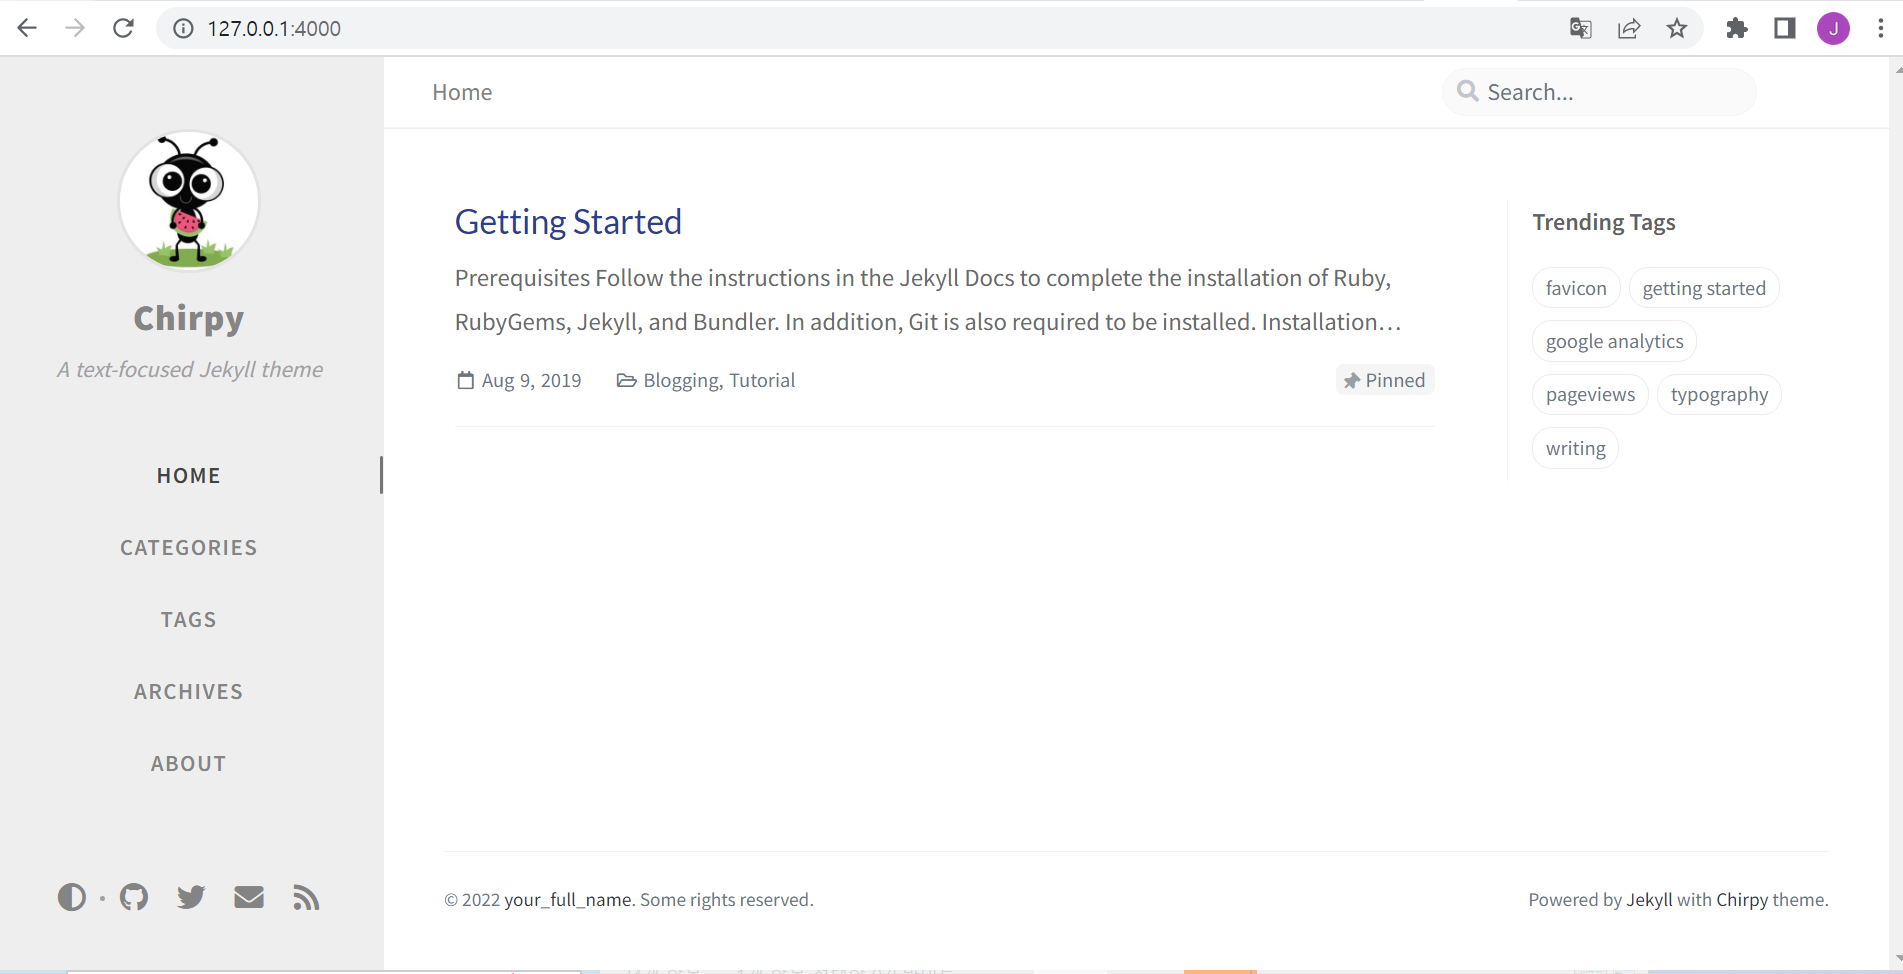 127.0.0.1:4000
J
Home
Search...
Chirpy
A text-focused Jekyll theme
HOME
CATEGORIES
TAGS
ARCHIVES
ABOUT
Getting Started
Prerequisites Follow the instructions in the Jekyll Docs to complete the installation of Ruby,
RubyGems, Jekyll, and Bundler. In addition, Git is also required to be installed. Installation...
Aug 9, 2019 Blogging, Tutorial Pinned
Trending Tags
favicon getting started
google analytics
pageviews typography
writing
© 2022 your_full_name. Some rights reserved. Powered by Jekyll with Chirpy theme.